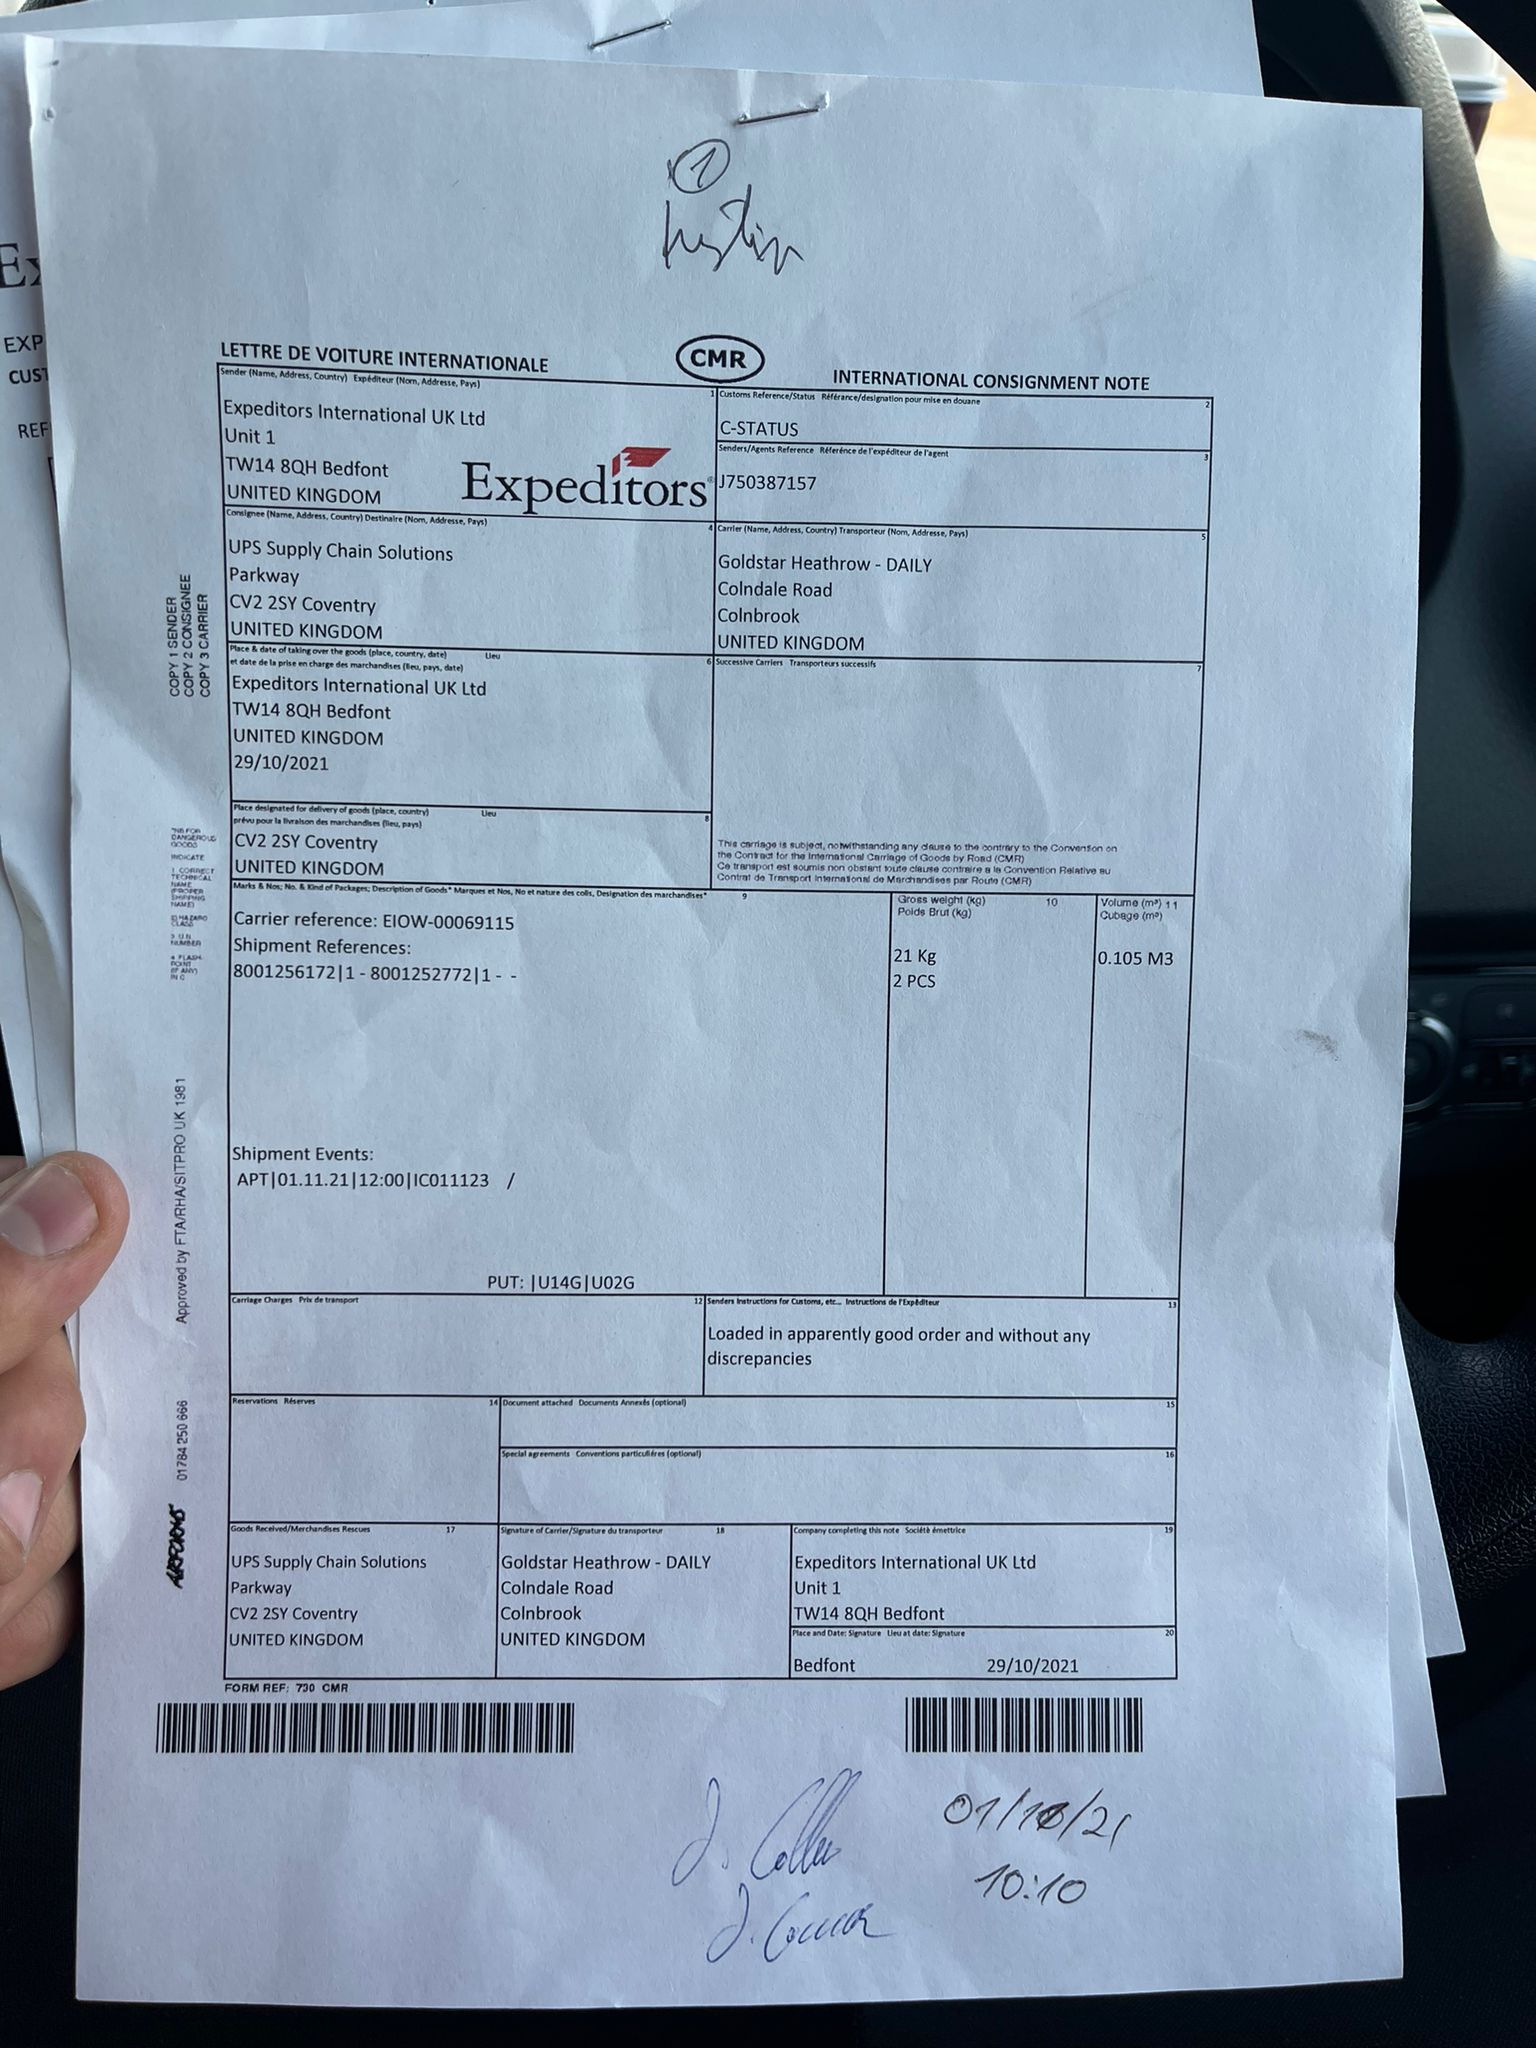 1
LETTRE DE VOITURE INTERNATIONALE
CMR
INTERNATIONAL CONSIGNMENT NOTE
Sender (Name, Address, Country) Expéditeur (Nom, Addresse, Pays)
1
Expeditors International UK Ltd
Unit 1
TW14 8QH Bedfont
UNITED KINGDOM
Expeditors
Customs Reference/Status Référance/designation pour mise en douane
2
C-STATUS
Senders/Agents Reference Référénce de l'expéditeur de l'agent
3
J750387157
Consignee (Name, Address, Country) Destinaire (Nom, Addresse, Pays)
4
UPS Supply Chain Solutions
Parkway
CV2 2SY Coventry
UNITED KINGDOM
Carrier (Name, Address, Country) Transporteur (Nom, Addresse, Pays)
5
Goldstar Heathrow - DAILY
Colndale Road
Colnbrook
UNITED KINGDOM
Place & date of taking over the goods (place, country, date) Lieu
et date de la prise en charge des marchandises (lieu, pays, date)
6
Expeditors International UK Ltd
TW14 8QH Bedfont
UNITED KINGDOM
29/10/2021
Successive Carriers Transporteurs successifs
7
Place designated for delivery of goods (place, country) Lieu
prévu pour la livraison des marchandises (lieu, pays)
8
CV2 2SY Coventry
UNITED KINGDOM
This carriage is subject, notwithstanding any clause to the contrary to the Convention on
the Contract for the International Carriage of Goods by Road (CMR)
Ce transport est soumis non obstant toute clause contraire a la Convention Relative au
Contrat de Transport International de Marchandises par Route (CMR)
Marks & Nos; No. & Kind of Packages; Description of Goods* Marques et Nos, No et nature des colis, Designation des marchandises*
9
Carrier reference: EIOW-00069115
Shipment References:
8001256172|1 - 8001252772|1 - -
Gross weight (kg) 10
Poids Brut (kg)
21 Kg
2 PCS
Volume (m³) 11
Cubage (m³)
0.105 M3
Shipment Events:
APT|01.11.21|12:00|IC011123 /
PUT: |U14G|U02G
Carriage Charges Prix de transport
12
Senders Instructions for Customs, etc... Instructions de l'Expéditeur
13
Loaded in apparently good order and without any
discrepancies
Reservations Réserves
14
Document attached Documents Annexés (optional)
15
Special agreements Conventions particuliéres (optional)
16
Goods Received/Merchandises Rescues 17
UPS Supply Chain Solutions
Parkway
CV2 2SY Coventry
UNITED KINGDOM
Signature of Carrier/Signature du transporteur 18
Goldstar Heathrow - DAILY
Colndale Road
Colnbrook
UNITED KINGDOM
Company completing this note Société émettrice
19
Expeditors International UK Ltd
Unit 1
TW14 8QH Bedfont
Place and Date; Signature Lieu at date; Signature
20
Bedfont 29/10/2021
FORM REF: 730 CMR
COPY 1 SENDER
COPY 2 CONSIGNEE
COPY 3 CARRIER
*NB FOR
DANGEROUS
GOODS
INDICATE
1 CORRECT
TECHNICAL
NAME
(PROPER
SHIPPING
NAME)
2) HAZARD
CLASS
3 U.N
NUMBER
4 FLASH-
POINT
(IF ANY)
IN C
Approved by FTA/RHA/SITPRO UK 1981
01784 250 666
AIRFORMS
01/11/21
10:10
Ex
EXP
CUST
REF